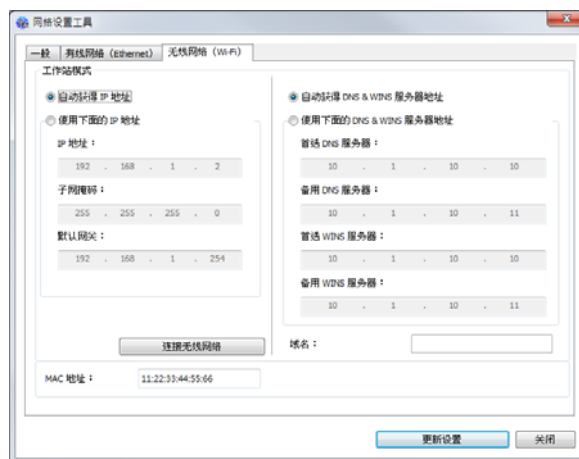 网络设置工具
一般 有线网络 (Ethernet) 无线网络 (Wi-Fi)
工作站模式
自动获得 IP 地址
使用下面的 IP 地址
IP 地址：
192 . 168 . 1 . 2
子网掩码：
255 . 255 . 255 . 0
默认网关：
192 . 168 . 1 . 254
连接无线网络
自动获得 DNS & WINS 服务器地址
使用下面的 DNS & WINS 服务器地址
首选 DNS 服务器：
10 . 1 . 10 . 10
备用 DNS 服务器：
10 . 1 . 10 . 11
首选 WINS 服务器：
10 . 1 . 10 . 10
备用 WINS 服务器：
10 . 1 . 10 . 11
域名：
MAC 地址： 11:22:33:44:55:66
更新设置 关闭